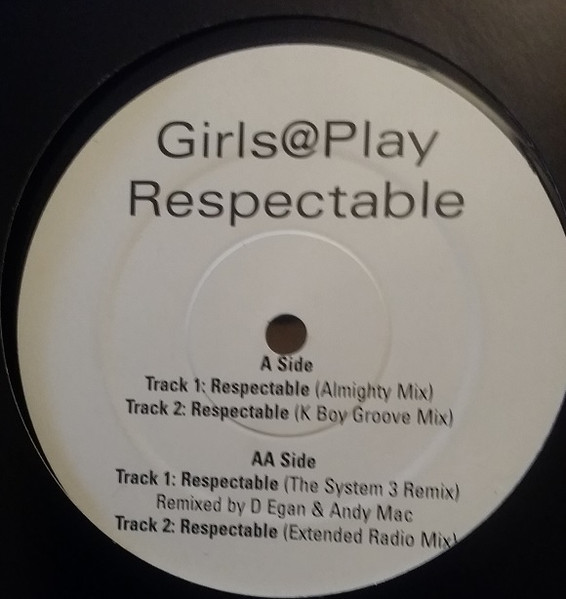 Girls@Play
Respectable
A Side
Track 1: Respectable (Almighty Mix)
Track 2: Respectable (K Boy Groove Mix)
AA Side
Track 1: Respectable (The System 3 Remix)
Remixed by D Egan & Andy Mac
Track 2: Respectable (Extended Radio Mix)